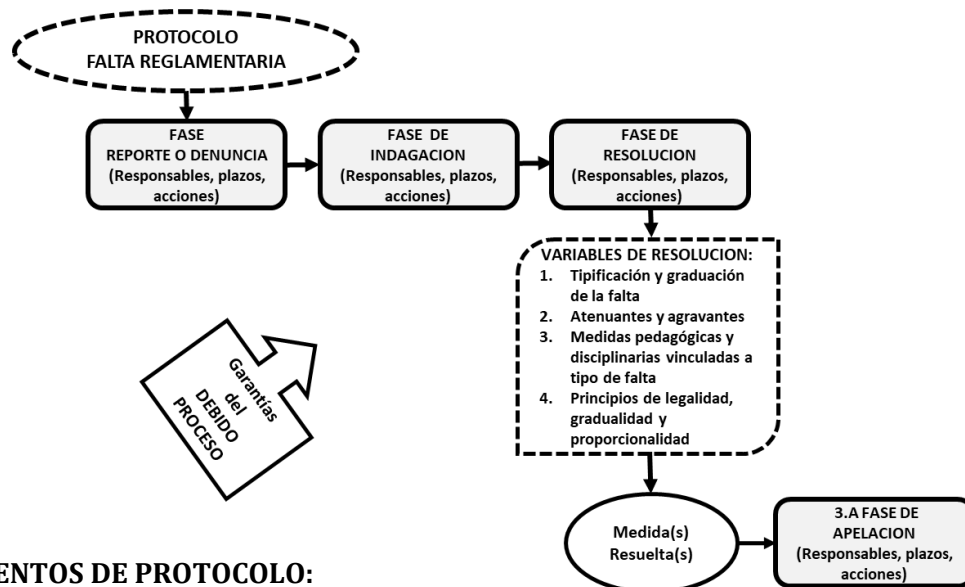 PROTOCOLO
FALTA REGLAMENTARIA
FASE
REPORTE O DENUNCIA
(Responsables, plazos,
acciones)
FASE DE
INDAGACION
(Responsables, plazos,
acciones)
FASE DE
RESOLUCION
(Responsables, plazos,
acciones)
VARIABLES DE RESOLUCION:
1. Tipificación y graduación
de la falta
2. Atenuantes y agravantes
3. Medidas pedagógicas y
disciplinarias vinculadas a
tipo de falta
4. Principios de legalidad,
gradualidad y
proporcionalidad
Garantías
del
DEBIDO
PROCESO
Medida(s)
Resuelta(s)
3.A FASE DE
APELACION
(Responsables, plazos,
acciones)
ENTOS DE PROTOCOLO: